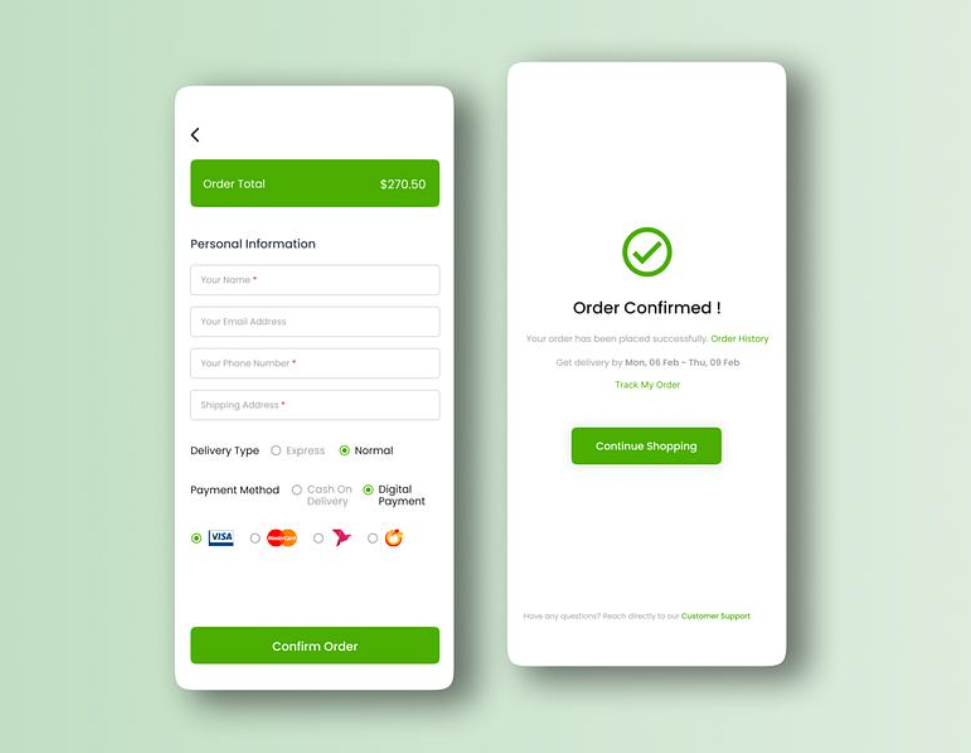 Order Total $270.50
Personal Information
Your Name *
Your Email Address
Your Phone Number *
Shipping Address *
Delivery Type Express Normal
Payment Method Cash On Delivery Digital Payment
VISA MasterCard
Confirm Order
Order Confirmed !
Your order has been placed successfully. Order History
Get delivery by Mon, 06 Feb - Thu, 09 Feb
Track My Order
Continue Shopping
Have any questions? Reach directly to our Customer Support